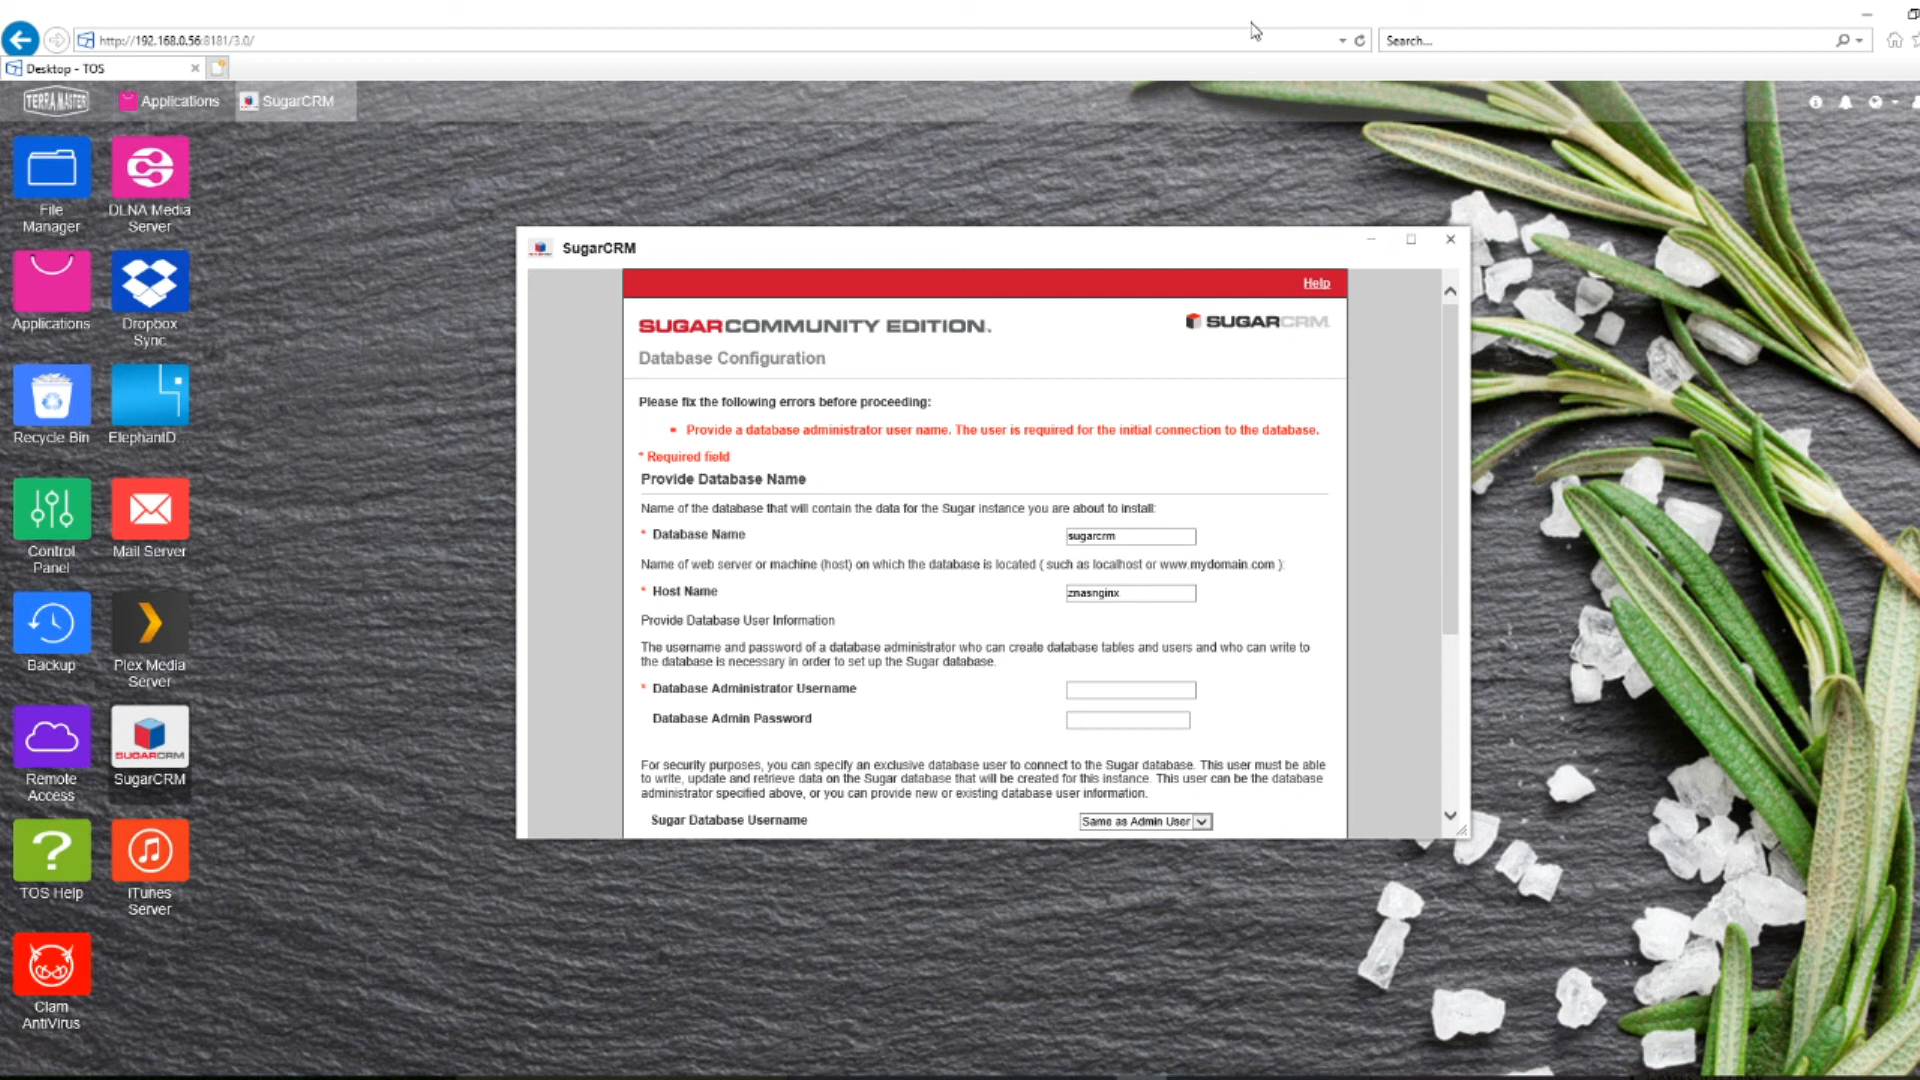 http://192.168.0.56:8181/3.0/
Search...
Desktop - TOS
TERRAMASTER
Applications
SugarCRM
File
Manager
DLNA Media
Server
Applications
Dropbox
Sync
Recycle Bin
ElephantD...
Control
Panel
Mail Server
Backup
Plex Media
Server
Remote
Access
SUGARCRM
SugarCRM
TOS Help
iTunes
Server
Clam
AntiVirus
SugarCRM
Help
SUGARCOMMUNITY EDITION.
SUGARCRM.
Database Configuration
Please fix the following errors before proceeding:
Provide a database administrator user name. The user is required for the initial connection to the database.
* Required field
Provide Database Name
Name of the database that will contain the data for the Sugar instance you are about to install:
* Database Name
sugarcrm
Name of web server or machine (host) on which the database is located ( such as localhost or www.mydomain.com ):
* Host Name
znasnginx
Provide Database User Information
The username and password of a database administrator who can create database tables and users and who can write to
the database is necessary in order to set up the Sugar database.
* Database Administrator Username
Database Admin Password
For security purposes, you can specify an exclusive database user to connect to the Sugar database. This user must be able
to write, update and retrieve data on the Sugar database that will be created for this instance. This user can be the database
administrator specified above, or you can provide new or existing database user information.
Sugar Database Username
Same as Admin User